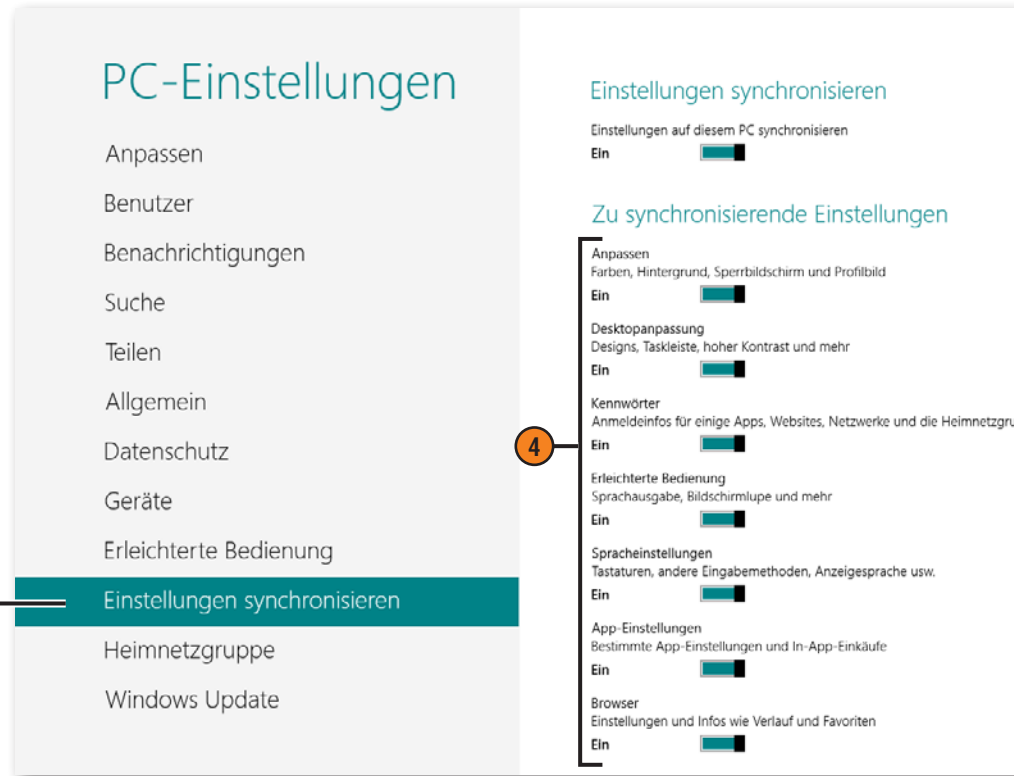 PC-Einstellungen
Anpassen
Benutzer
Benachrichtigungen
Suche
Teilen
Allgemein
Datenschutz
Geräte
Erleichterte Bedienung
Einstellungen synchronisieren
Heimnetzgruppe
Windows Update
Einstellungen synchronisieren
Einstellungen auf diesem PC synchronisieren
Ein
Zu synchronisierende Einstellungen
4
Anpassen
Farben, Hintergrund, Sperrbildschirm und Profilbild
Ein
Desktopanpassung
Designs, Taskleiste, hoher Kontrast und mehr
Ein
Kennwörter
Anmeldeinfos für einige Apps, Websites, Netzwerke und die Heimnetzgru
Ein
Erleichterte Bedienung
Sprachausgabe, Bildschirmlupe und mehr
Ein
Spracheinstellungen
Tastaturen, andere Eingabemethoden, Anzeigesprache usw.
Ein
App-Einstellungen
Bestimmte App-Einstellungen und In-App-Einkäufe
Ein
Browser
Einstellungen und Infos wie Verlauf und Favoriten
Ein